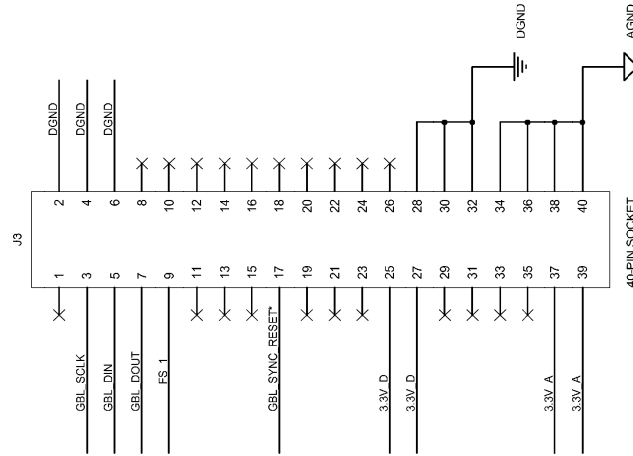 J3
DGND
DGND
DGND
DGND
AGND
2
4
6
8
10
12
14
16
18
20
22
24
26
28
30
32
34
36
38
40
1
3
5
7
9
11
13
15
17
19
21
23
25
27
29
31
33
35
37
39
GBL_SCLK
GBL_DIN
GBL_DOUT
FS_1
GBL_SYNC_RESET*
3.3V_D
3.3V_D
3.3V_A
3.3V_A
40-PIN SOCKET